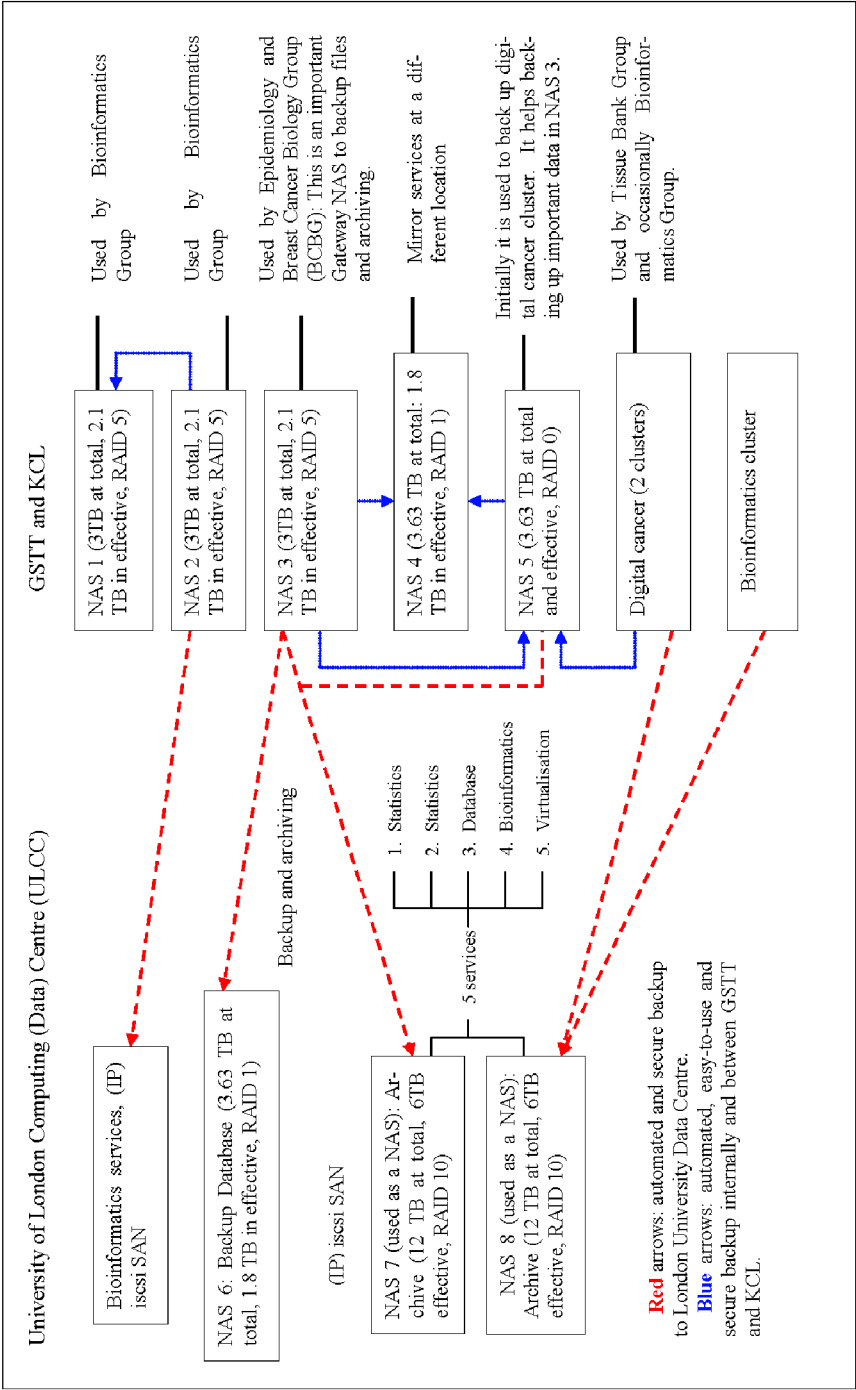 University of London Computing (Data) Centre (ULCC)
GSTT and KCL
Bioinformatics services, (IP)
iscsi SAN
NAS 6: Backup Database (3.63 TB at
total, 1.8 TB in effective, RAID 1)
Backup and archiving
(IP) iscsi SAN
NAS 7 (used as a NAS): Ar-
chive (12 TB at total, 6TB
effective, RAID 10)
NAS 8 (used as a NAS):
Archive (12 TB at total, 6TB
effective, RAID 10)
5 services
1. Statistics
2. Statistics
3. Database
4. Bioinformatics
5. Virtualisation
Red arrows: automated and secure backup
to London University Data Centre.
Blue arrows: automated, easy-to-use and
secure backup internally and between GSTT
and KCL.
NAS 1 (3TB at total, 2.1
TB in effective, RAID 5)
Used by Bioinformatics
Group
NAS 2 (3TB at total, 2.1
TB in effective, RAID 5)
Used by Bioinformatics
Group
NAS 3 (3TB at total, 2.1
TB in effective, RAID 5)
Used by Epidemiology and
Breast Cancer Biology Group
(BCBG): This is an important
Gateway NAS to backup files
and archiving.
NAS 4 (3.63 TB at total: 1.8
TB in effective, RAID 1)
Mirror services at a dif-
ferent location
NAS 5 (3.63 TB at total
and effective, RAID 0)
Initially it is used to back up digi-
tal cancer cluster. It helps back-
ing up important data in NAS 3.
Digital cancer (2 clusters)
Used by Tissue Bank Group
and occasionally Bioinfor-
matics Group.
Bioinformatics cluster